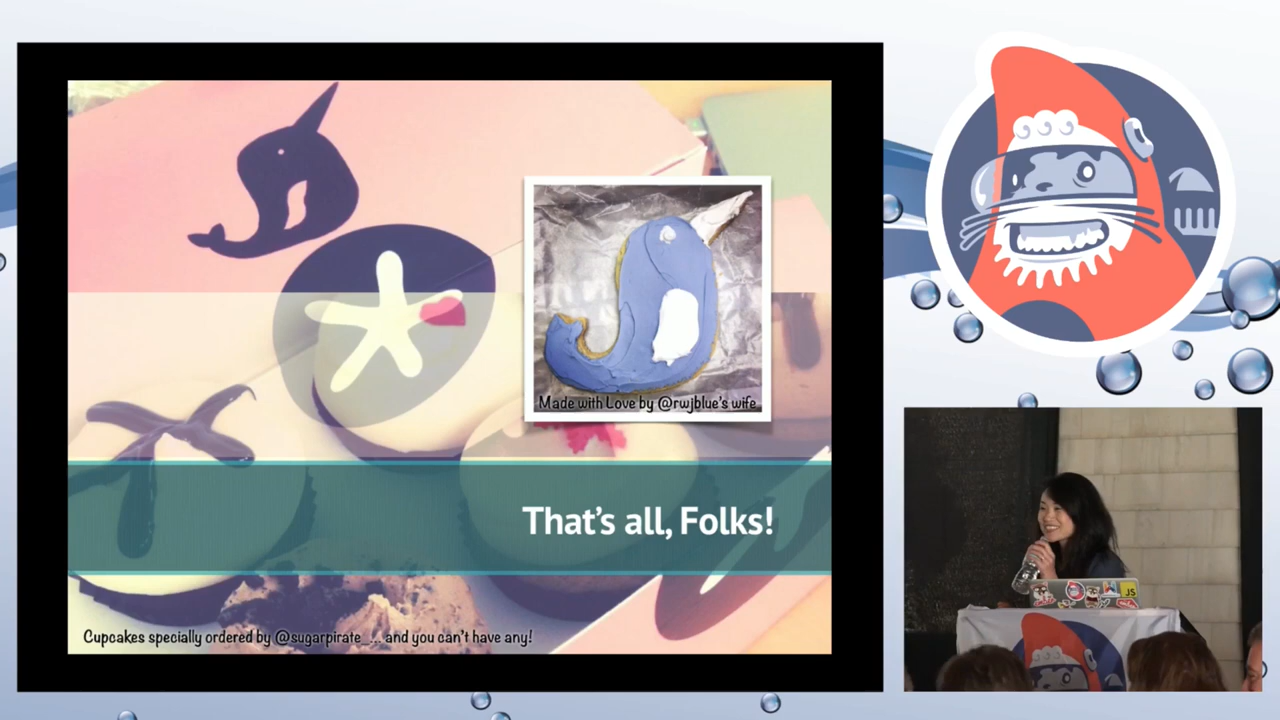 Made with Love by @rwjblue's wife
That's all, Folks!
Cupcakes specially ordered by @sugarpirate_ ... and you can't have any!
JS